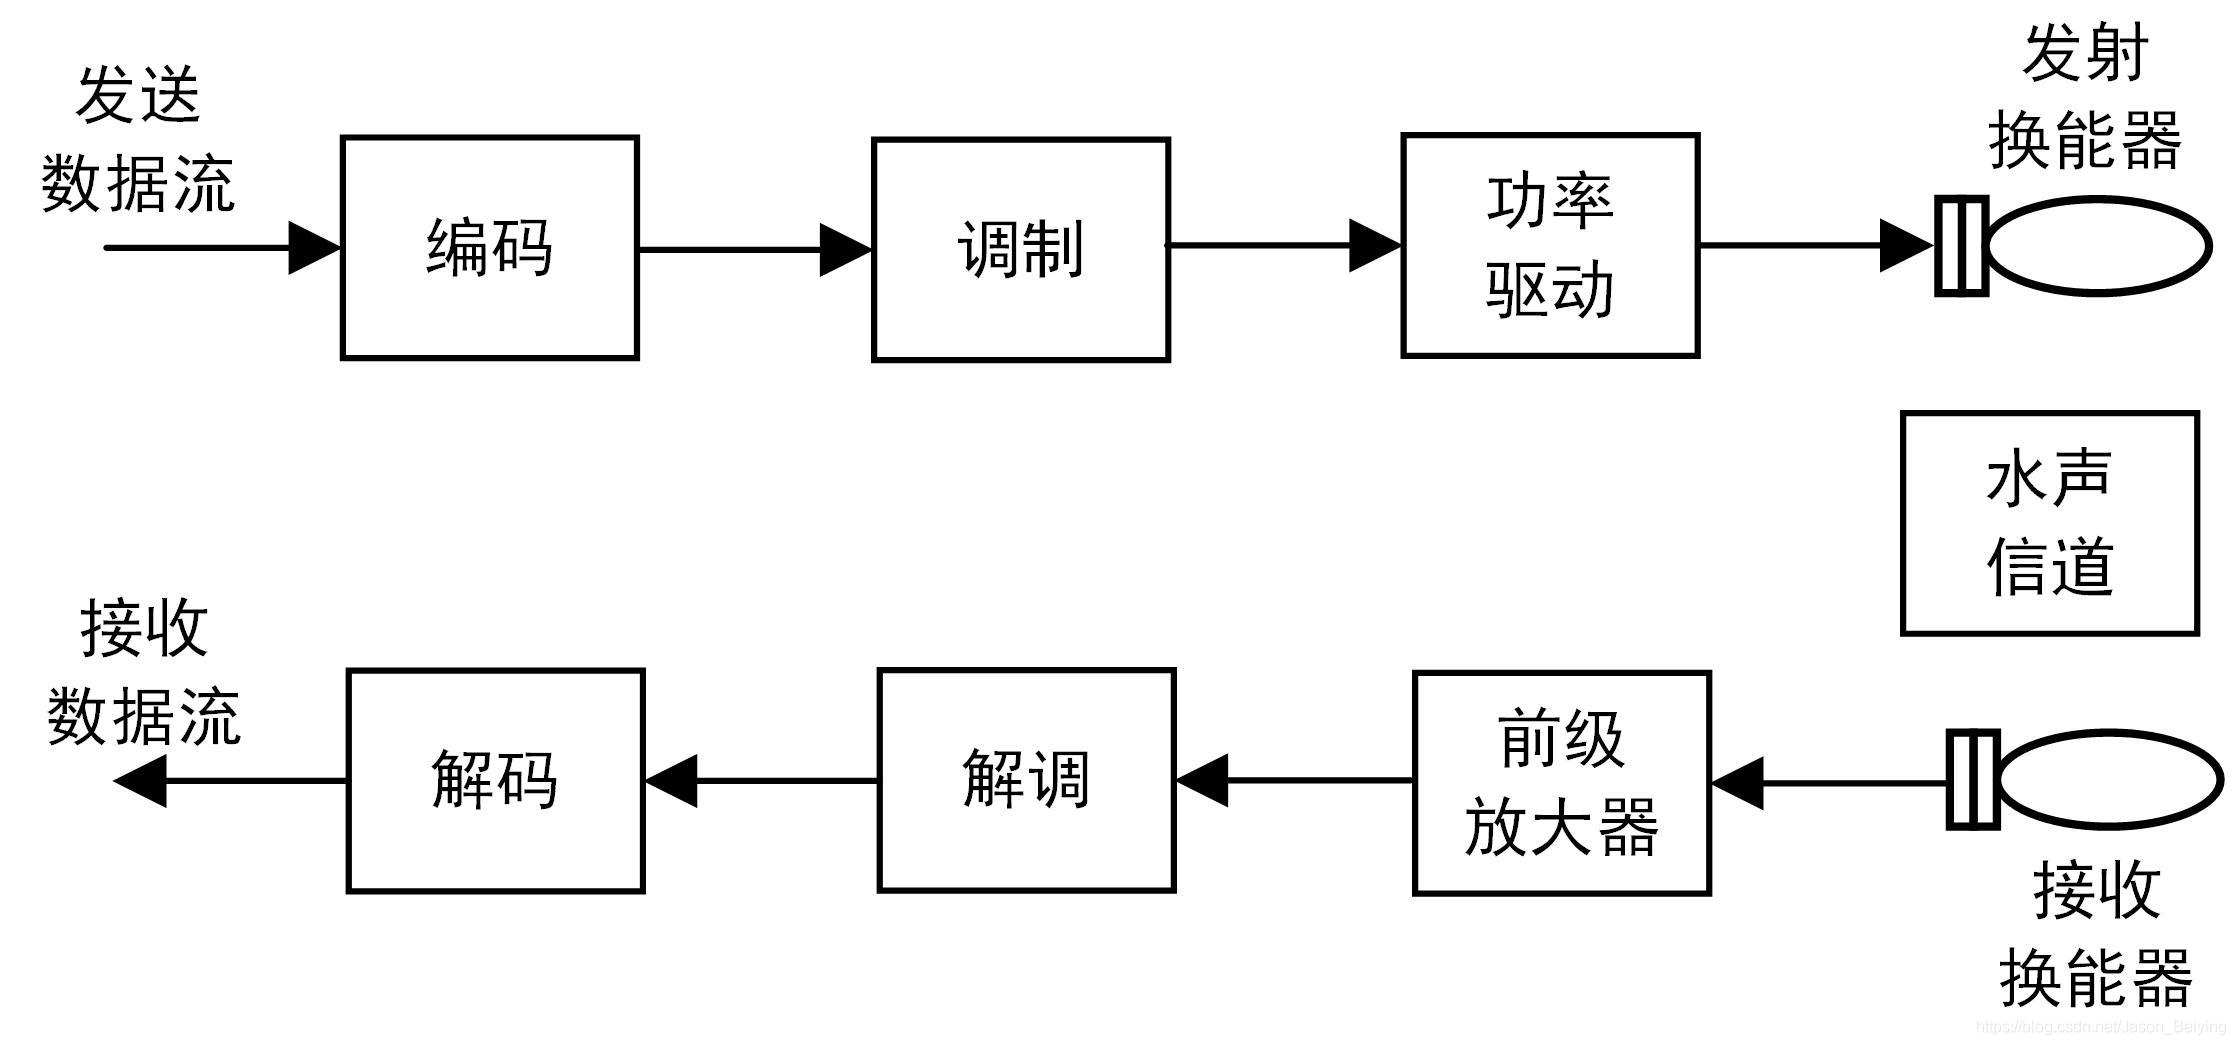 发射
换能器
发送
数据流
编码
调制
功率
驱动
水声
信道
接收
数据流
解码
解调
前级
放大器
接收
换能器
https://blog.csdn.net/Jason_Beiying